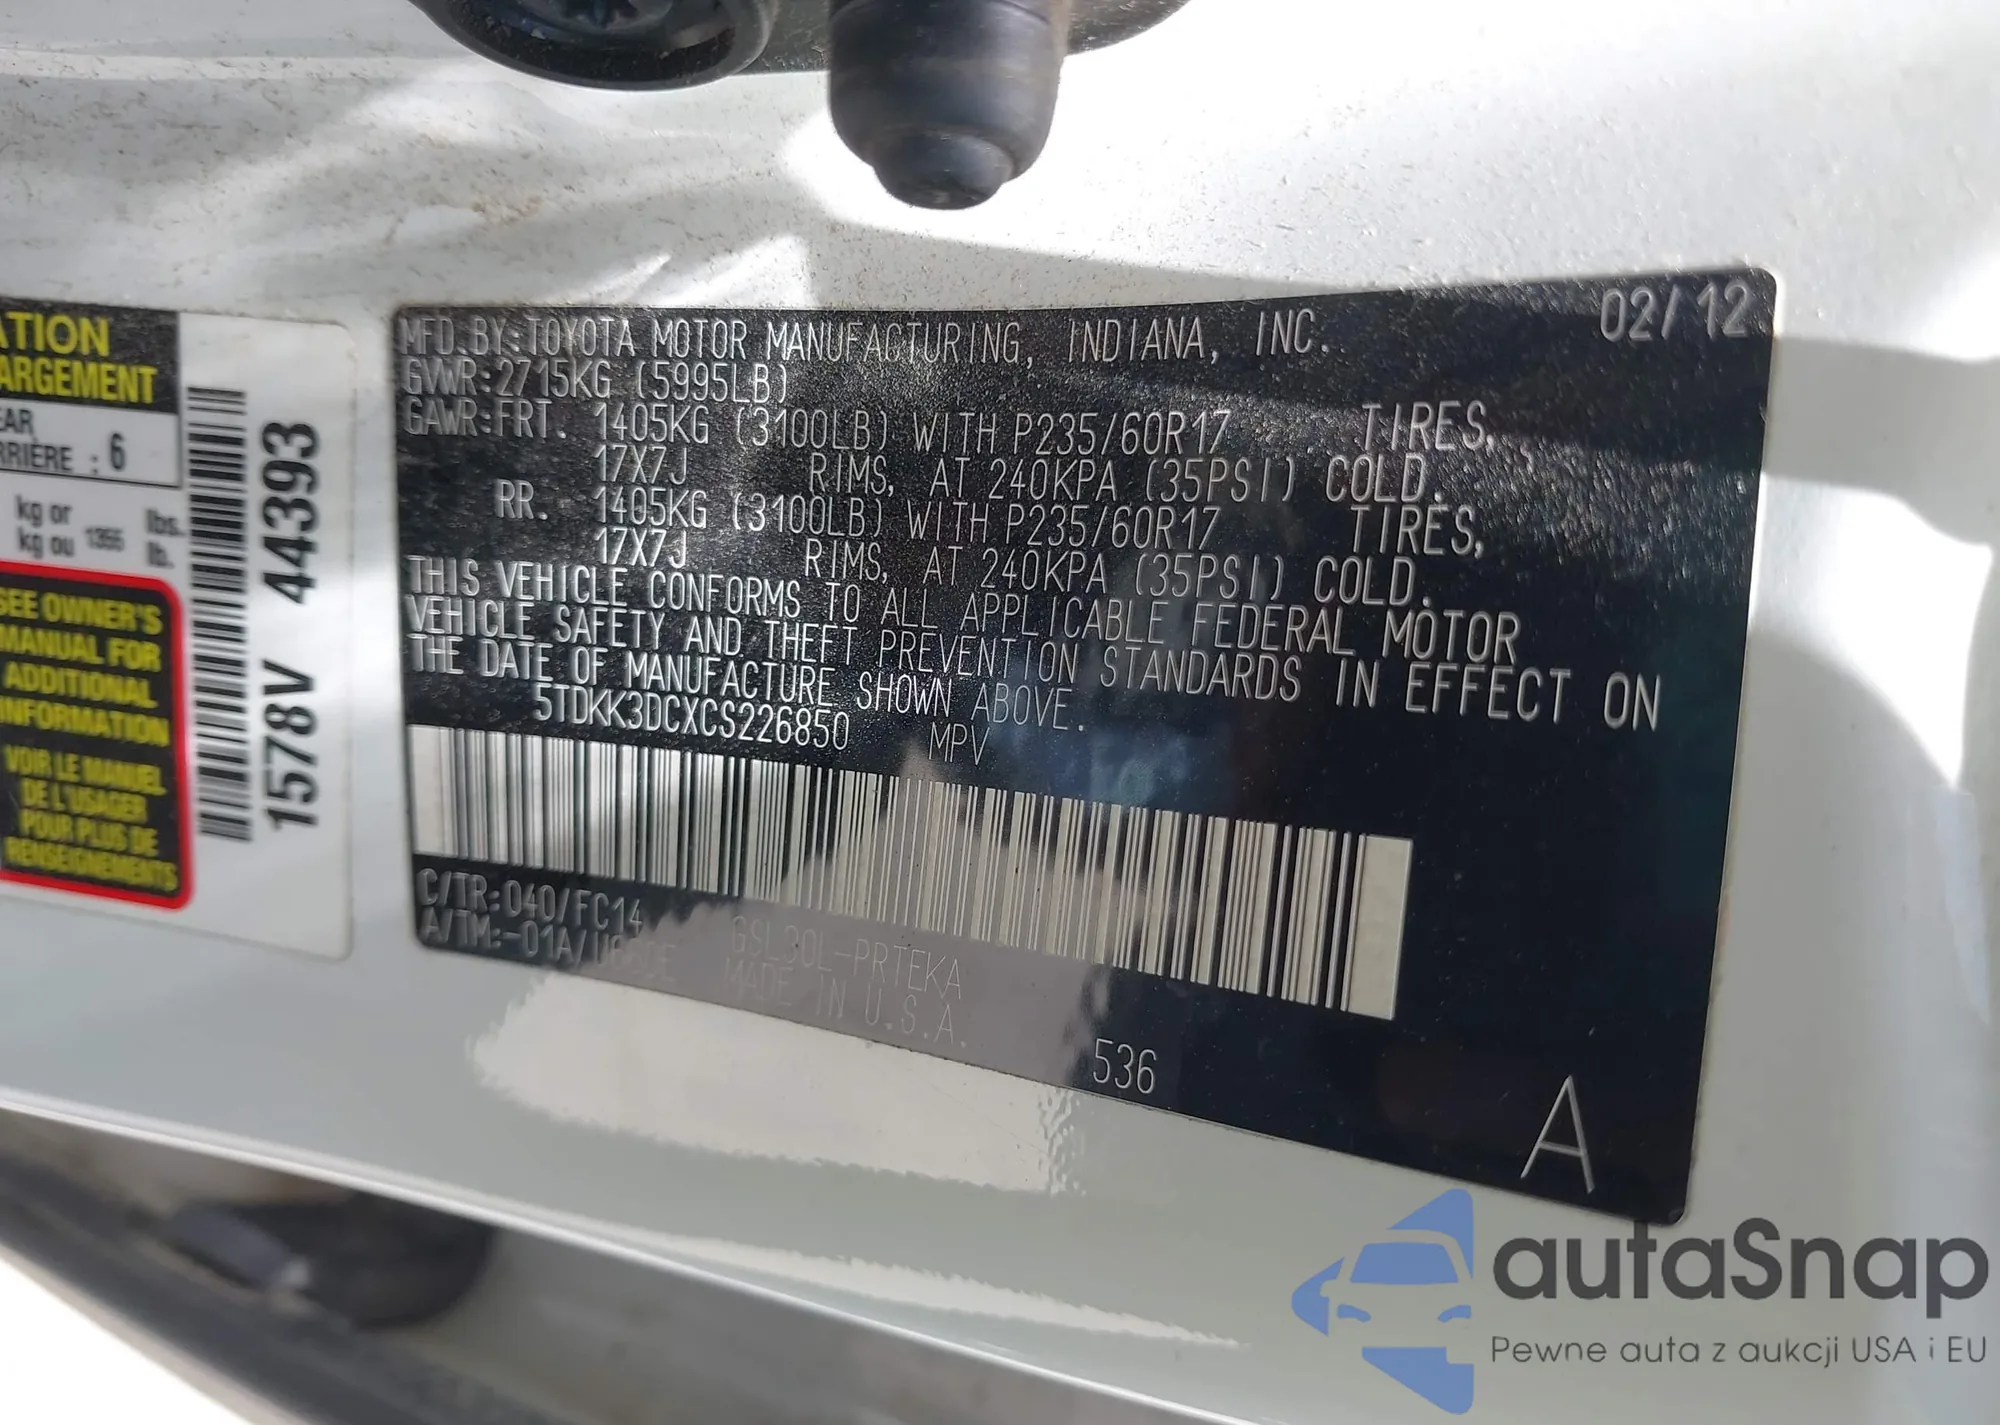 ATION
ARGEMENT
EAR
RRIERE : 6
kg or
kg ou 1355 lbs.
lb.
SEE OWNER'S
MANUAL FOR
ADDITIONAL
INFORMATION
VOIR LE MANUEL
DE L'USAGER
POUR PLUS DE
RENSEIGNEMENTS
1578V 44393
MFD BY: TOYOTA MOTOR MANUFACTURING, INDIANA, INC. 02/12
GVWR: 2715KG (5995LB)
GAWR: FRT. 1405KG (3100LB) WITH P235/60R17 TIRES,
17X7J RIMS, AT 240KPA (35PSI) COLD.
RR. 1405KG (3100LB) WITH P235/60R17 TIRES,
17X7J RIMS, AT 240KPA (35PSI) COLD.
THIS VEHICLE CONFORMS TO ALL APPLICABLE FEDERAL MOTOR
VEHICLE SAFETY AND THEFT PREVENTION STANDARDS IN EFFECT ON
THE DATE OF MANUFACTURE SHOWN ABOVE.
5TDKK3DCXCS226850 MPV
C/TR: 040/FC14 GSL30L-PRTEKA
A/TM: -01A/ MADE IN U.S.A.
536
A
autaSnap
Pewne auta z aukcji USA i EU